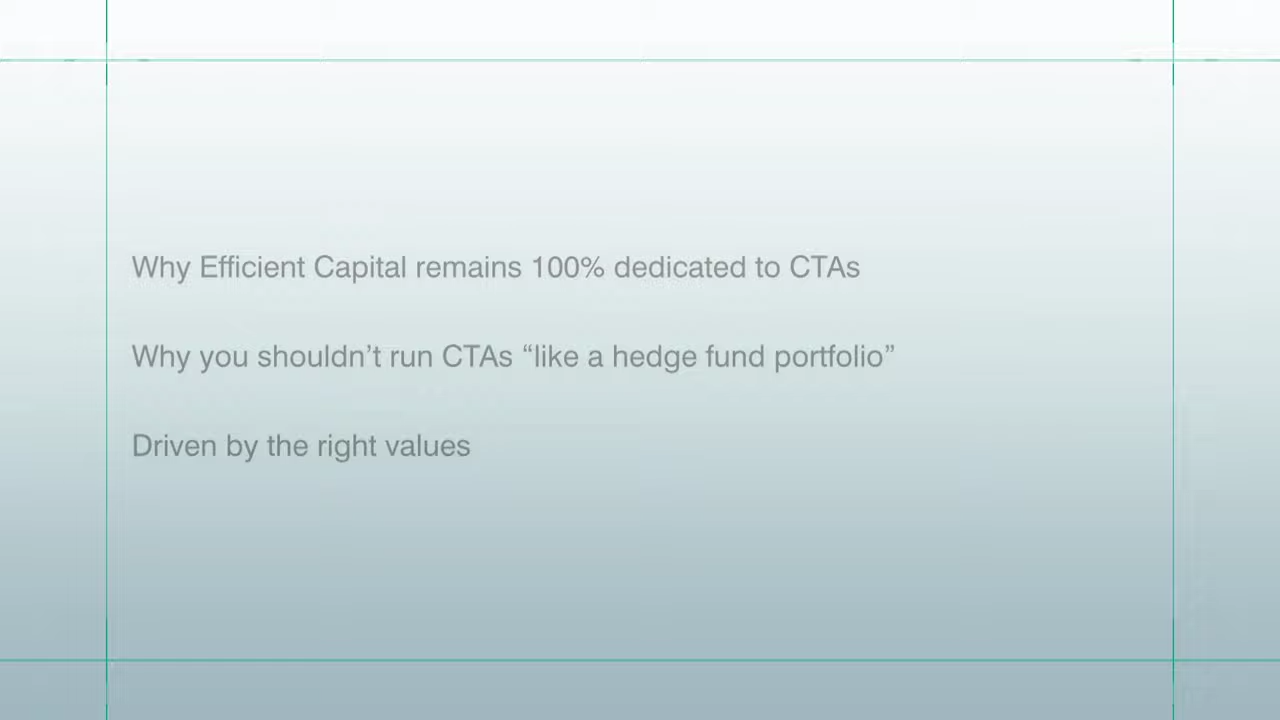 Why Efficient Capital remains 100% dedicated to CTAs
Why you shouldn’t run CTAs “like a hedge fund portfolio”
Driven by the right values